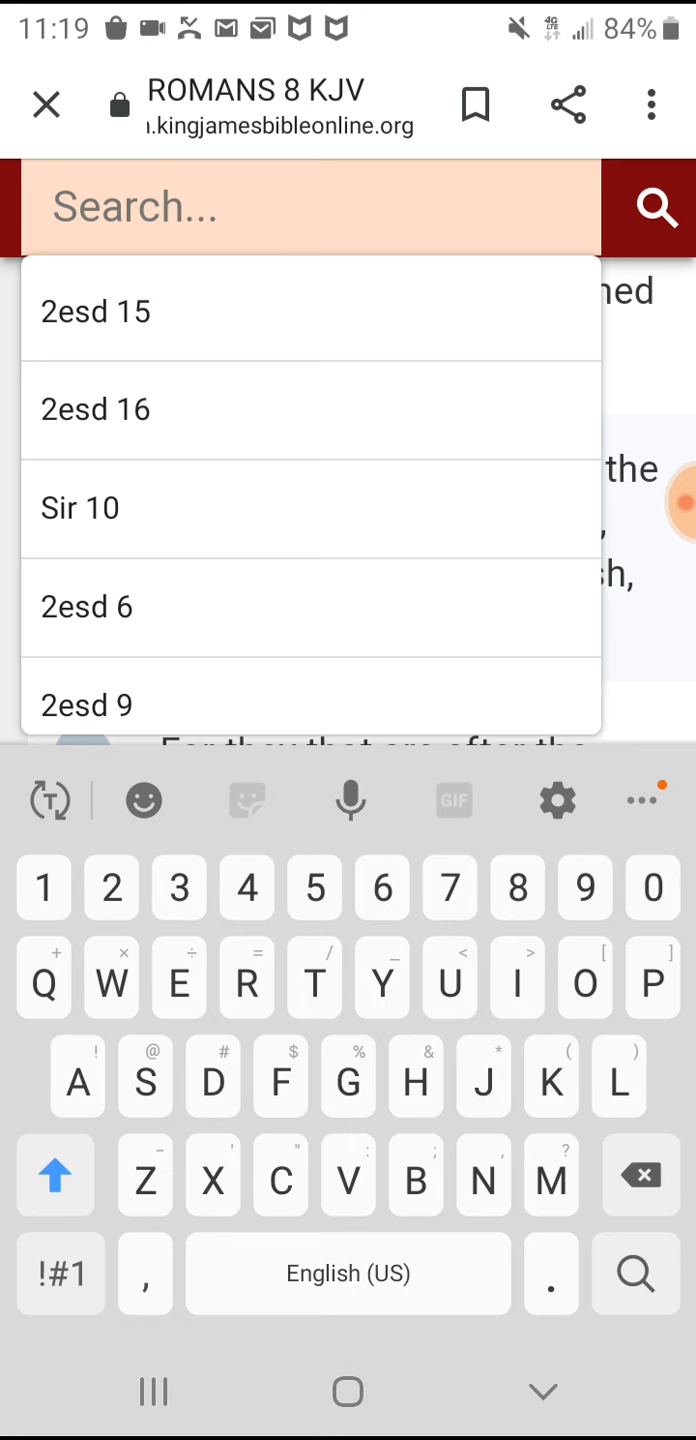 11:19 84%
ROMANS 8 KJV
.kingjamesbibleonline.org
Search...
2esd 15
2esd 16
Sir 10
2esd 6
2esd 9
the
,
GIF
1 2 3 4 5 6 7 8 9 0
+ × ÷ = / _ < > [ ]
Q W E R T Y U I O P
! @ # $ % & * ( )
A S D F G H J K L
- ' " : ; , ?
Z X C V B N M
!#1 , English (US) .